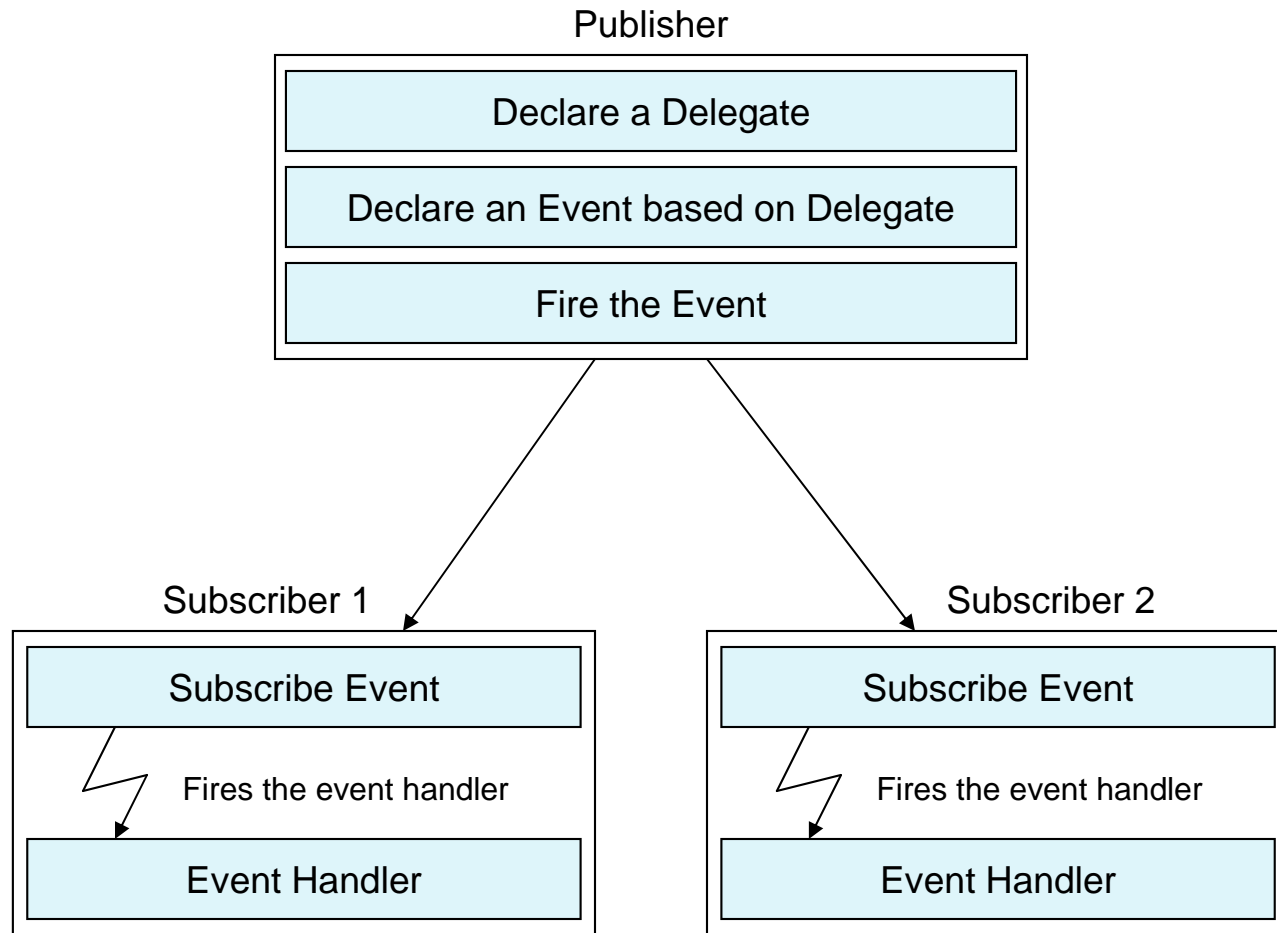 Publisher
Declare a Delegate
Declare an Event based on Delegate
Fire the Event
Subscriber 1
Subscribe Event
Fires the event handler
Event Handler
Subscriber 2
Subscribe Event
Fires the event handler
Event Handler